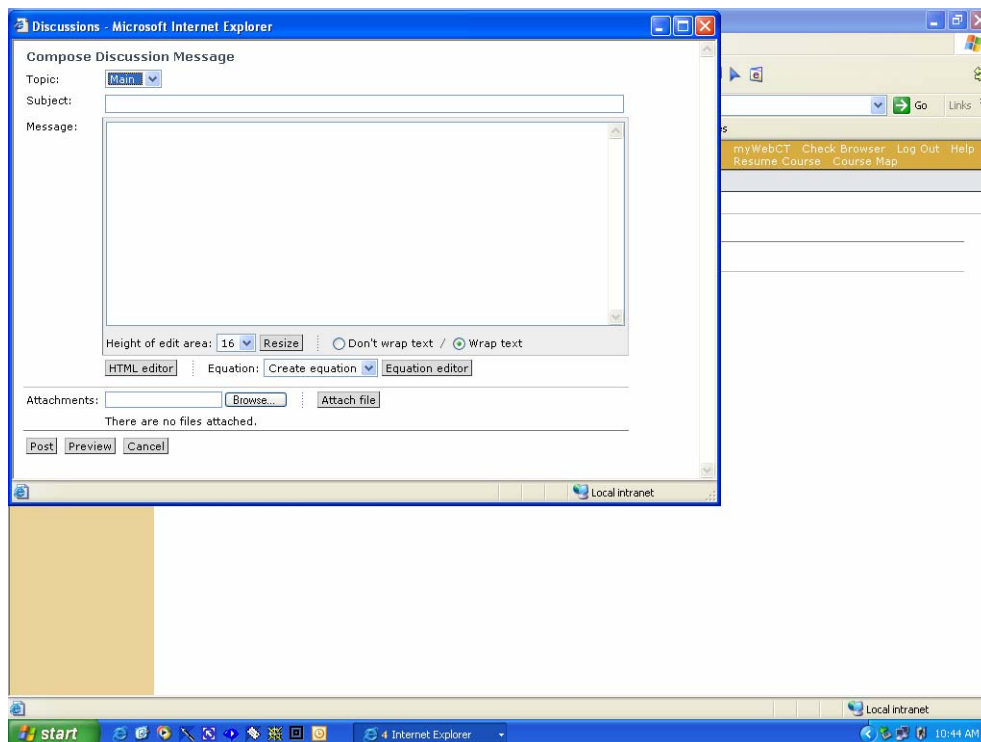 Discussions - Microsoft Internet Explorer
Compose Discussion Message
Topic: Main
Subject:
Message:
Height of edit area: 16 Resize Don't wrap text / Wrap text
HTML editor Equation: Create equation Equation editor
Attachments: Browse... Attach file
There are no files attached.
Post Preview Cancel
Local intranet
Go Links
myWebCT Check Browser Log Out Help
Resume Course Course Map
Local intranet
start 4 Internet Explorer 10:44 AM